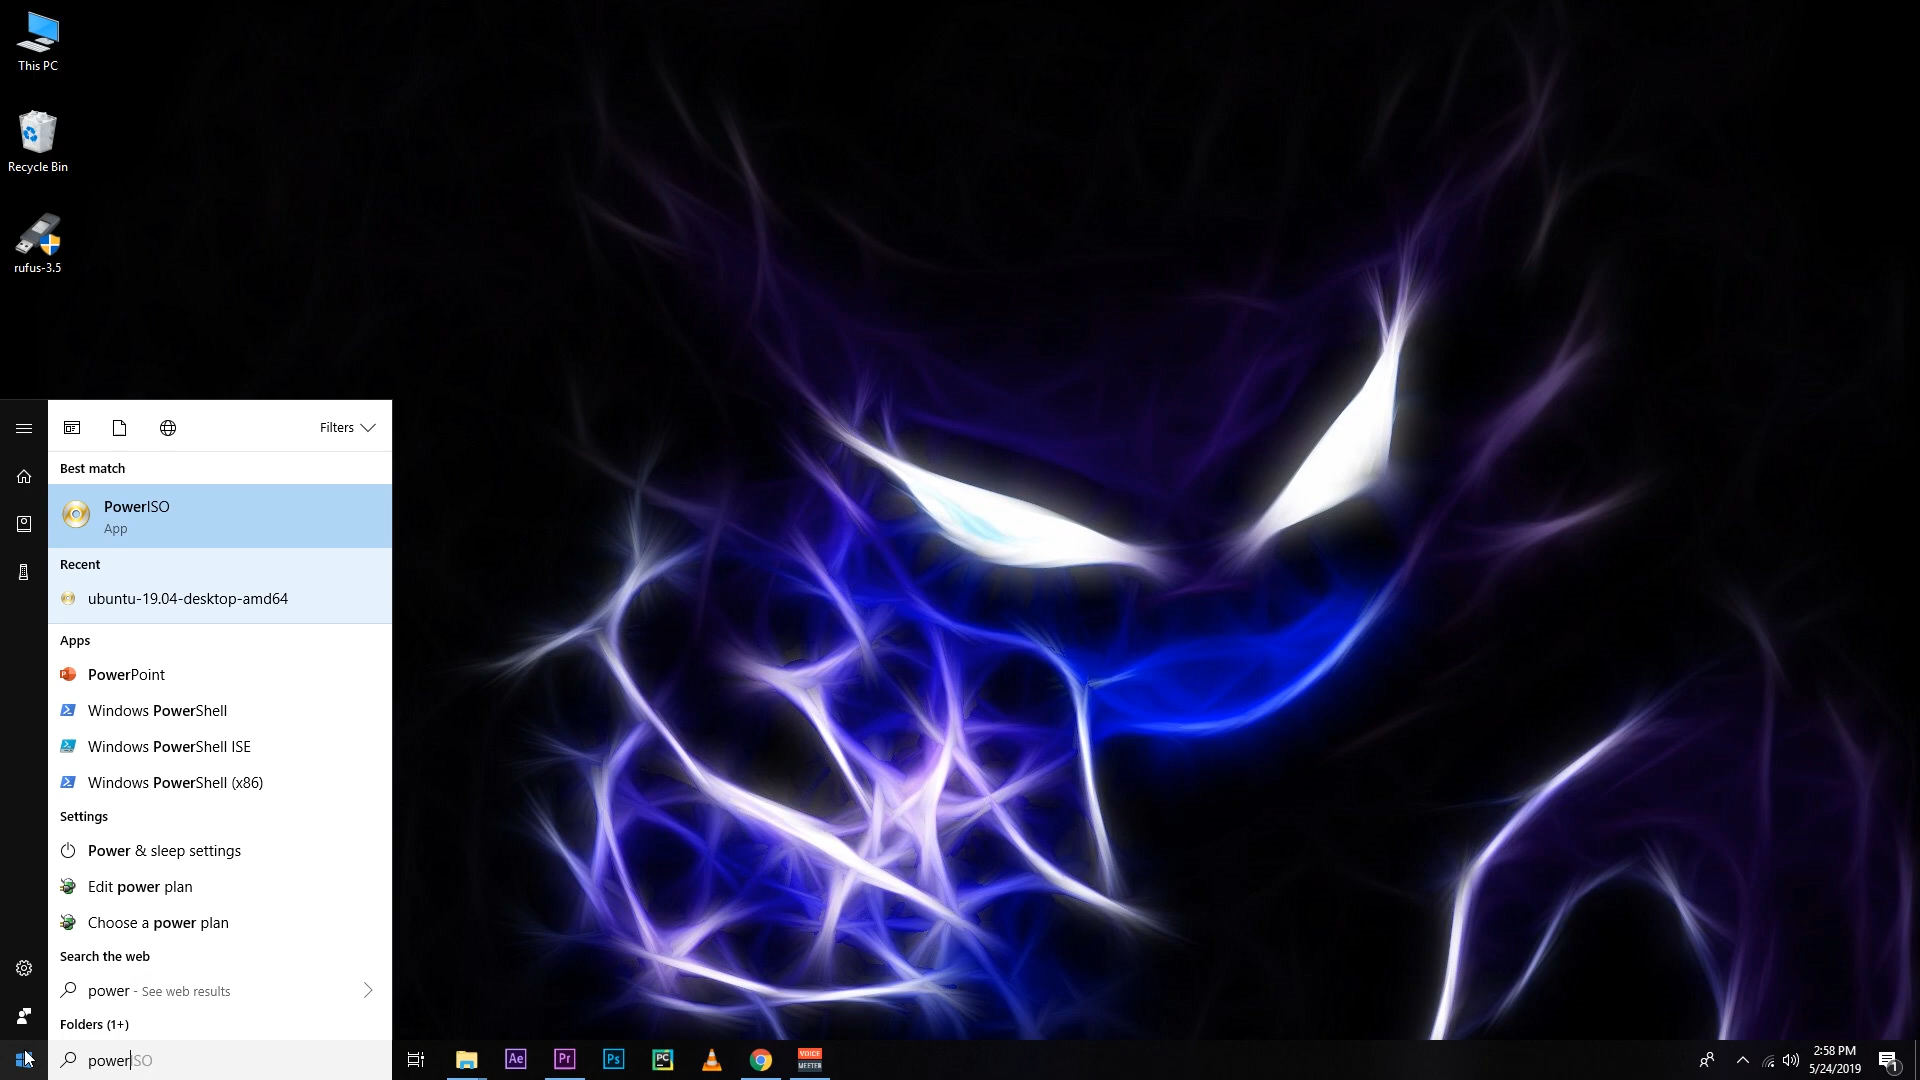 This PC
Recycle Bin
rufus-3.5
Filters
Best match
PowerISO
App
Recent
ubuntu-19.04-desktop-amd64
Apps
PowerPoint
Windows PowerShell
Windows PowerShell ISE
Windows PowerShell (x86)
Settings
Power & sleep settings
Edit power plan
Choose a power plan
Search the web
power - See web results
Folders (1+)
powerISO
Ae
Pr
Ps
PC
VOICE
MEETER
2:58 PM
5/24/2019
1